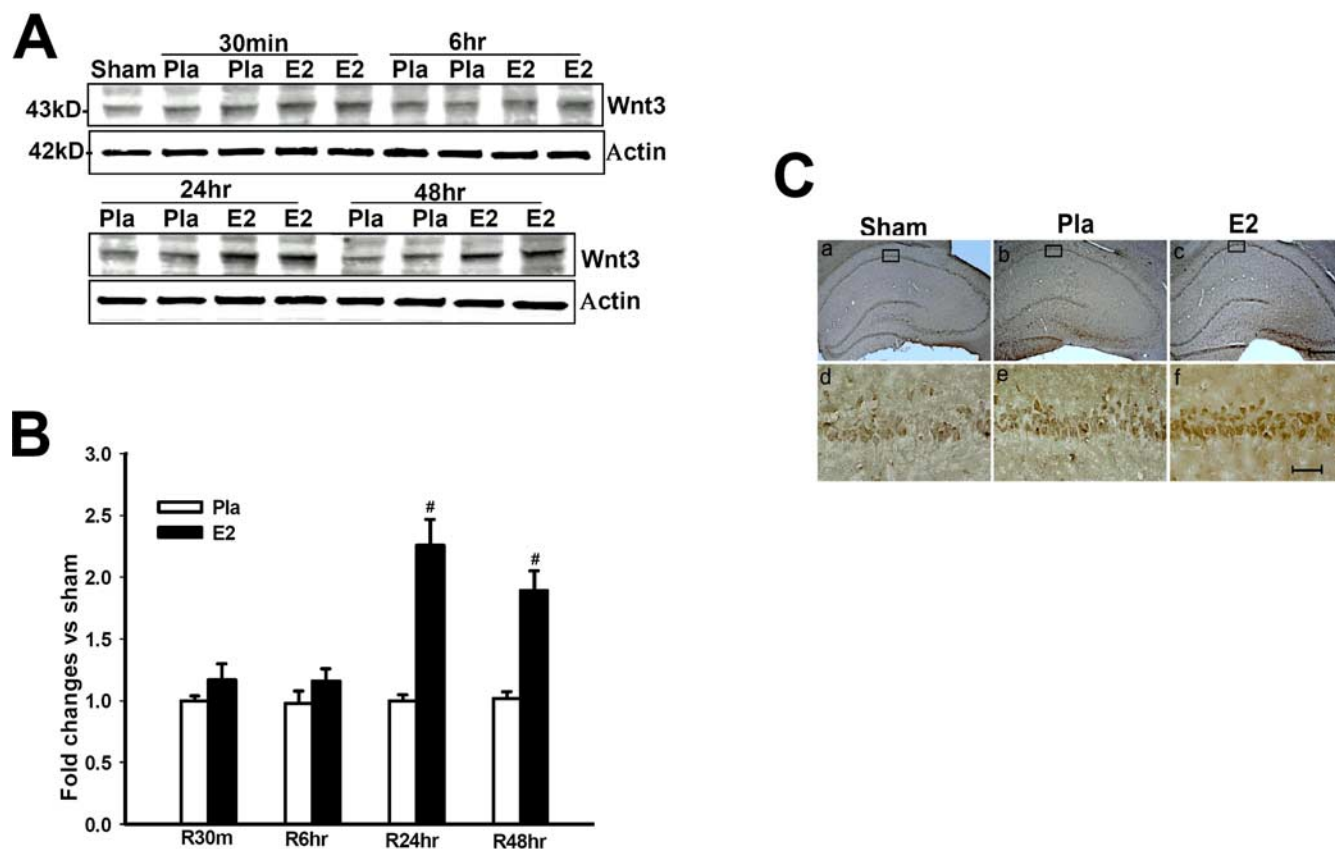 A
30min 6hr
Sham Pla Pla E2 E2 Pla Pla E2 E2
43kD Wnt3
42kD Actin
24hr 48hr
Pla Pla E2 E2 Pla Pla E2 E2
Wnt3
Actin
B
3.0
2.5
2.0
1.5
1.0
0.5
0.0
Fold changes vs sham
Pla
E2
# #
R30m R6hr R24hr R48hr
C
Sham Pla E2
a b c
d e f